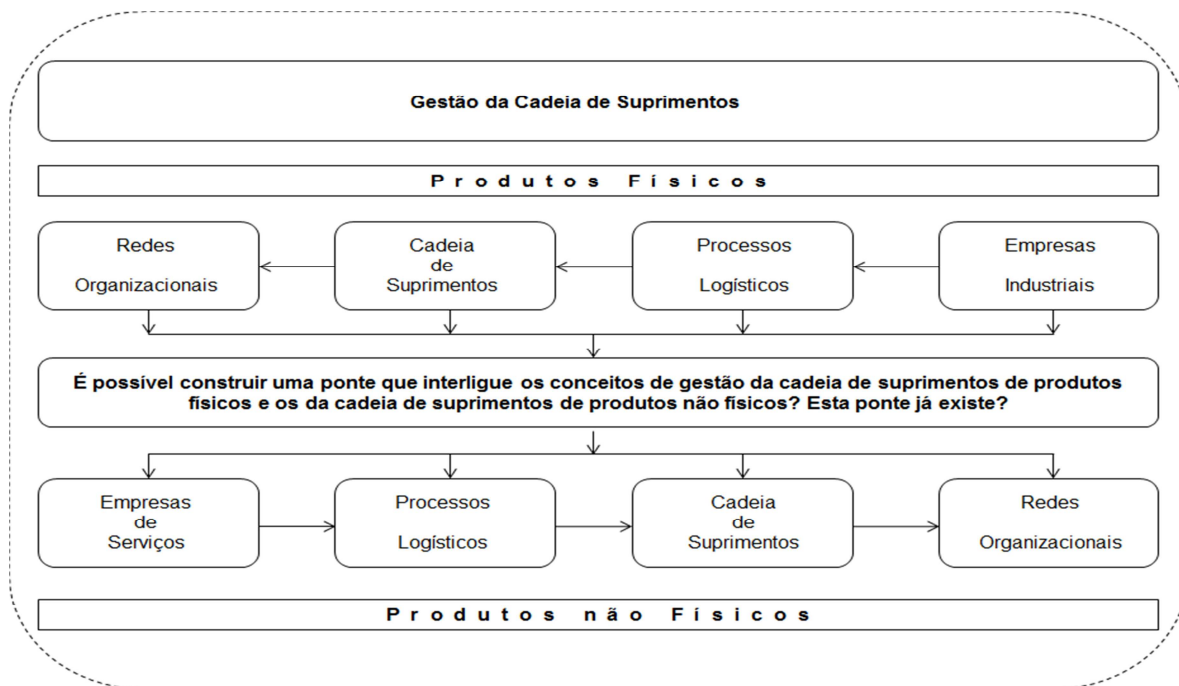 Gestão da Cadeia de Suprimentos
Produtos Físicos
Redes
Organizacionais
Cadeia
de
Suprimentos
Processos
Logísticos
Empresas
Industriais
É possível construir uma ponte que interligue os conceitos de gestão da cadeia de suprimentos de produtos
físicos e os da cadeia de suprimentos de produtos não físicos? Esta ponte já existe?
Empresas
de
Serviços
Processos
Logísticos
Cadeia
de
Suprimentos
Redes
Organizacionais
Produtos não Físicos